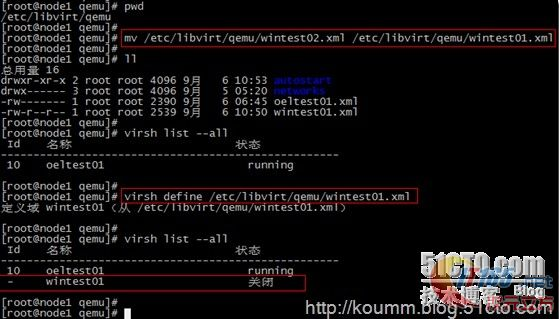 [root@node1 qemu]# pwd
/etc/libvirt/qemu
[root@node1 qemu]#
[root@node1 qemu]# mv /etc/libvirt/qemu/wintest02.xml /etc/libvirt/qemu/wintest01.xml
[root@node1 qemu]#
[root@node1 qemu]# ll
总用量 16
drwxr-xr-x 2 root root 4096 9月 6 10:53 autostart
drwx------ 3 root root 4096 9月 5 05:20 networks
-rw------- 1 root root 2390 9月 6 06:45 oeltest01.xml
-rw-r--r-- 1 root root 2539 9月 6 10:50 wintest01.xml
[root@node1 qemu]# virsh list --all
Id 名称 状态
----------------------------------------------------
10 oeltest01 running
[root@node1 qemu]#
[root@node1 qemu]# virsh define /etc/libvirt/qemu/wintest01.xml
定义域 wintest01（从 /etc/libvirt/qemu/wintest01.xml）
[root@node1 qemu]#
[root@node1 qemu]# virsh list --all
Id 名称 状态
----------------------------------------------------
10 oeltest01 running
- wintest01 关闭
[root@node1 qemu]#
[root@node1 qemu]#
51CTO.com
技术博客 Blog
http://koumm.blog.51cto.com